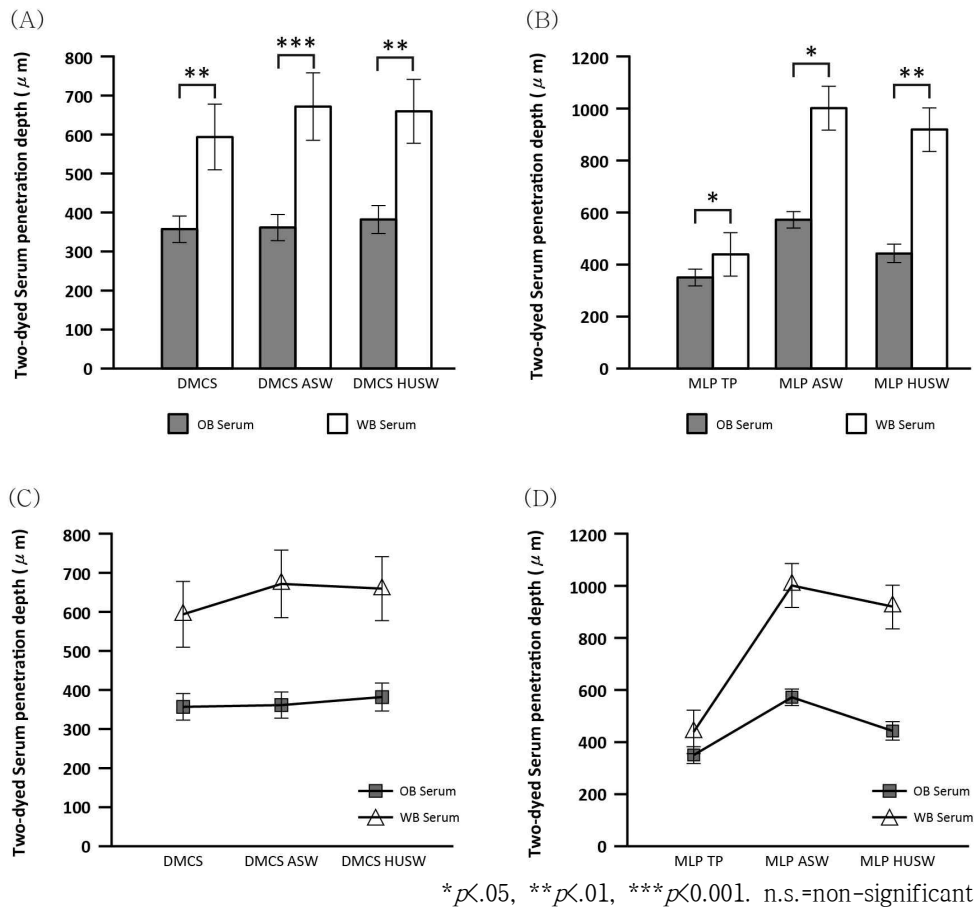 (A)
Two-dyed Serum penetration depth ( μ m)
800
700
600
500
400
300
200
100
0
**
***
**
DMCS
DMCS ASW
DMCS HUSW
OB Serum
WB Serum
(B)
Two-dyed Serum penetration depth ( μ m)
1200
1000
800
600
400
200
0
*
*
**
MLP TP
MLP ASW
MLP HUSW
OB Serum
WB Serum
(C)
Two-dyed Serum penetration depth ( μ m)
800
700
600
500
400
300
200
100
0
OB Serum
WB Serum
DMCS
DMCS ASW
DMCS HUSW
(D)
Two-dyed Serum penetration depth ( μ m)
1200
1000
800
600
400
200
0
OB Serum
WB Serum
MLP TP
MLP ASW
MLP HUSW
*p<.05, **p<.01, ***p<0.001. n.s.=non-significant